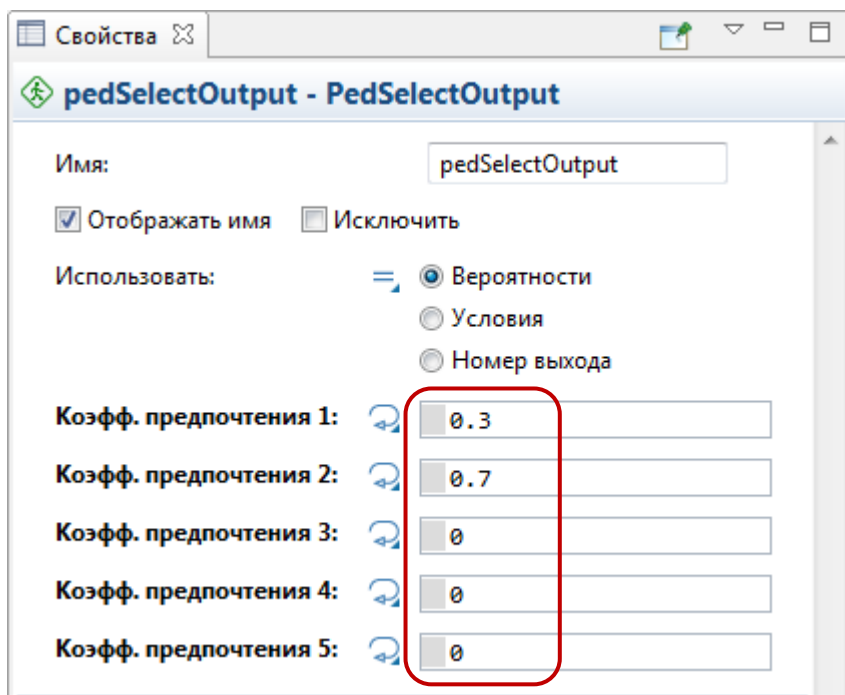 Свойства
pedSelectOutput - PedSelectOutput
Имя: pedSelectOutput
Отображать имя Исключить
Использовать: Вероятности
Условия
Номер выхода
Коэфф. предпочтения 1: 0.3
Коэфф. предпочтения 2: 0.7
Коэфф. предпочтения 3: 0
Коэфф. предпочтения 4: 0
Коэфф. предпочтения 5: 0